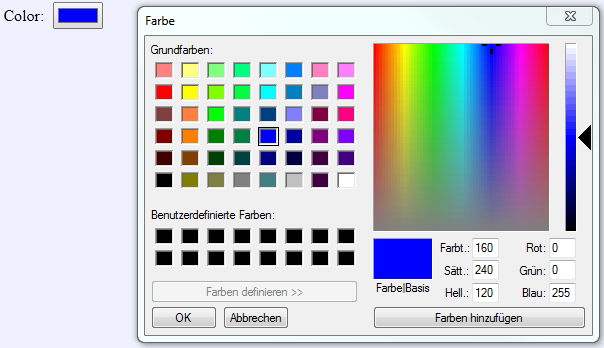 Color:
Farbe
Grundfarben:
Benutzerdefinierte Farben:
Farben definieren >>
OK
Abbrechen
Farbe|Basis
Farbt.: 160
Sätt.: 240
Hell.: 120
Rot: 0
Grün: 0
Blau: 255
Farben hinzufügen